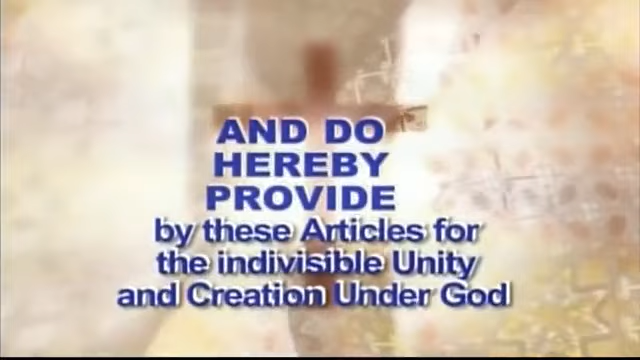 AND DO
HEREBY
PROVIDE
by these Articles for
the indivisible Unity
and Creation Under God